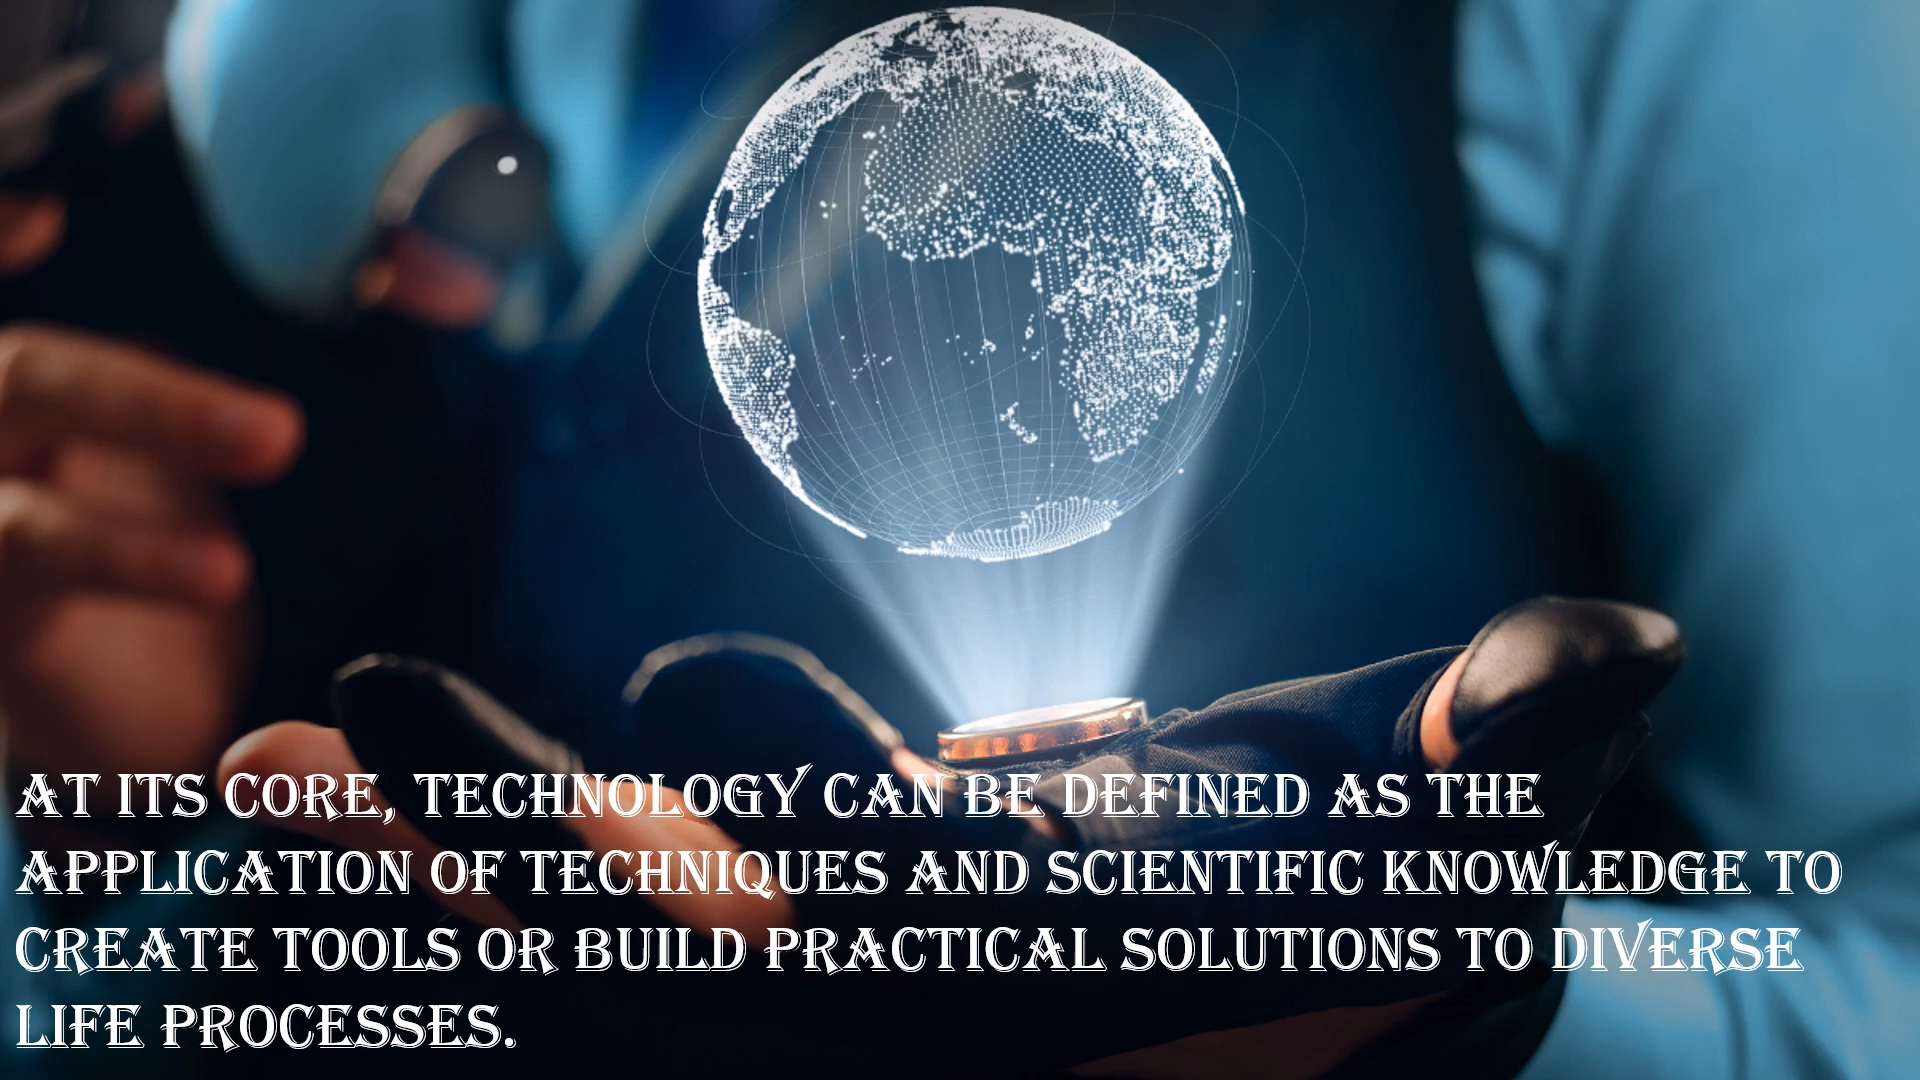 AT ITS CORE, TECHNOLOGY CAN BE DEFINED AS THE
APPLICATION OF TECHNIQUES AND SCIENTIFIC KNOWLEDGE TO
CREATE TOOLS OR BUILD PRACTICAL SOLUTIONS TO DIVERSE
LIFE PROCESSES.